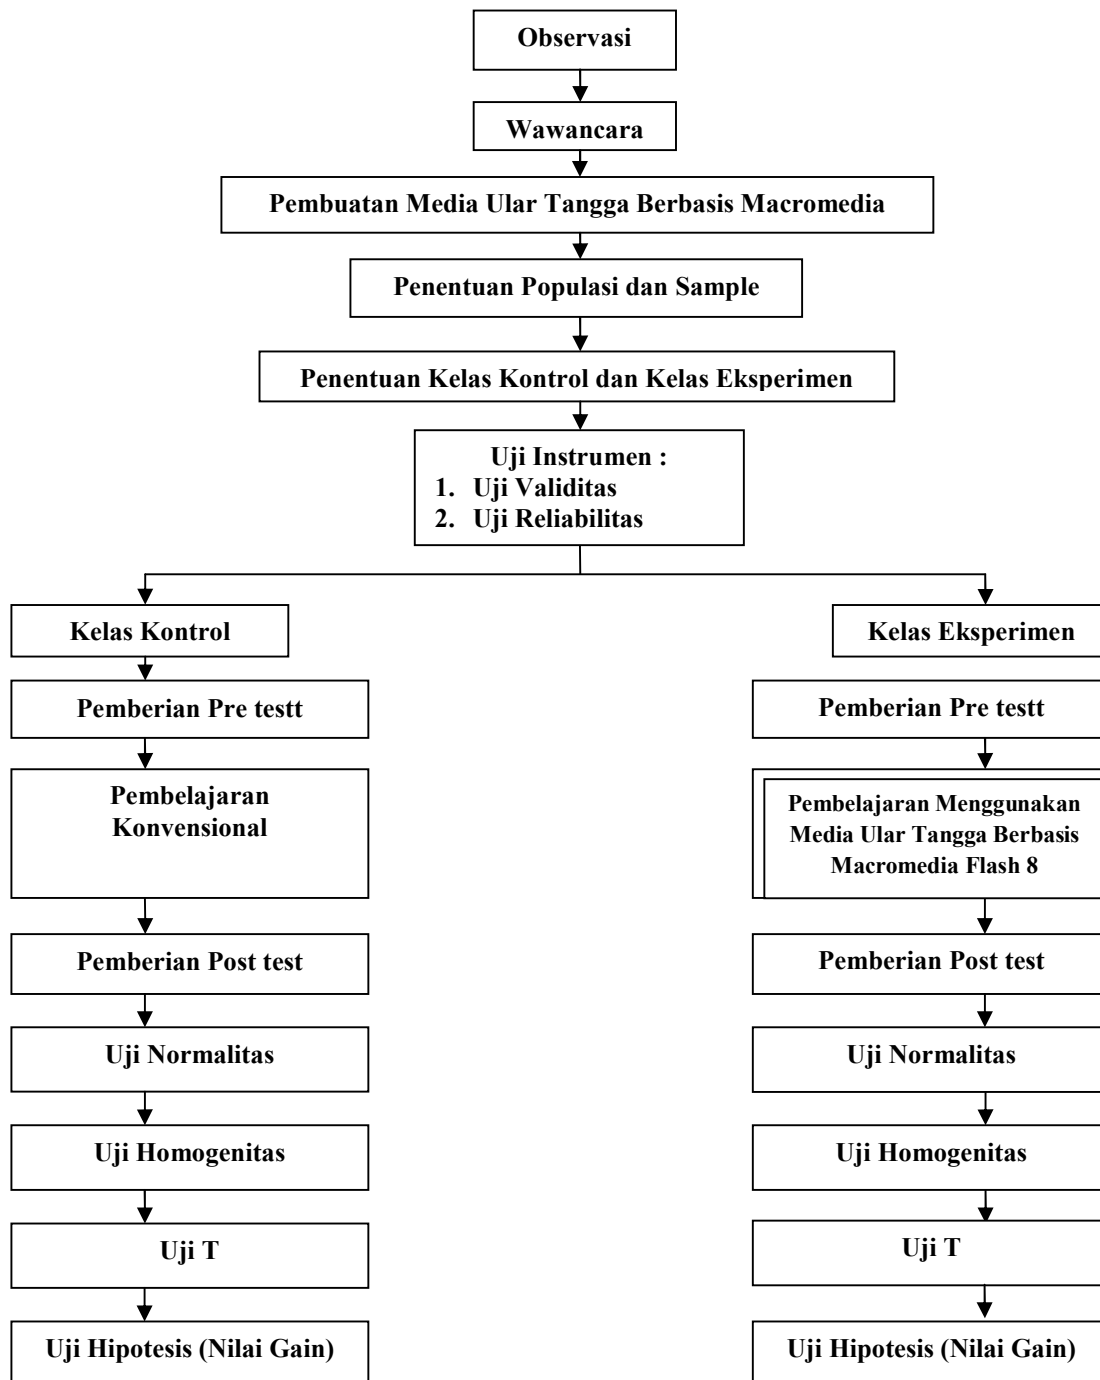 Observasi
Wawancara
Pembuatan Media Ular Tangga Berbasis Macromedia
Penentuan Populasi dan Sample
Penentuan Kelas Kontrol dan Kelas Eksperimen
Uji Instrumen :
1. Uji Validitas
2. Uji Reliabilitas
Kelas Kontrol
Pemberian Pre testt
Pembelajaran
Konvensional
Pemberian Post test
Uji Normalitas
Uji Homogenitas
Uji T
Uji Hipotesis (Nilai Gain)
Kelas Eksperimen
Pemberian Pre testt
Pembelajaran Menggunakan
Media Ular Tangga Berbasis
Macromedia Flash 8
Pemberian Post test
Uji Normalitas
Uji Homogenitas
Uji T
Uji Hipotesis (Nilai Gain)